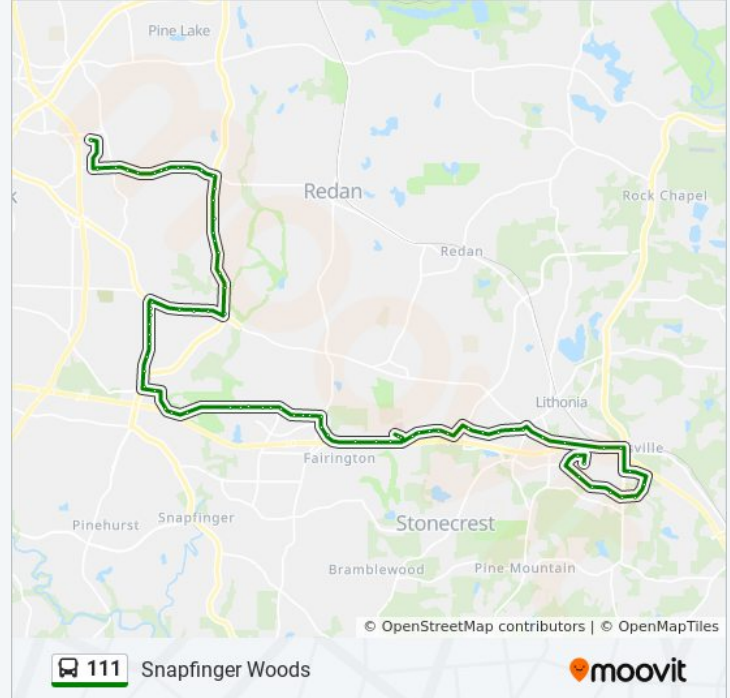 Pine Lake
k
Redan
Rock Chapel
Redan
Lithonia
ville
Fairington
Snapfinger
Pinehurst
Stonecrest
Bramblewood
Pine Mountain
© OpenStreetMap contributors | © OpenMapTiles
111 Snapfinger Woods
moovit